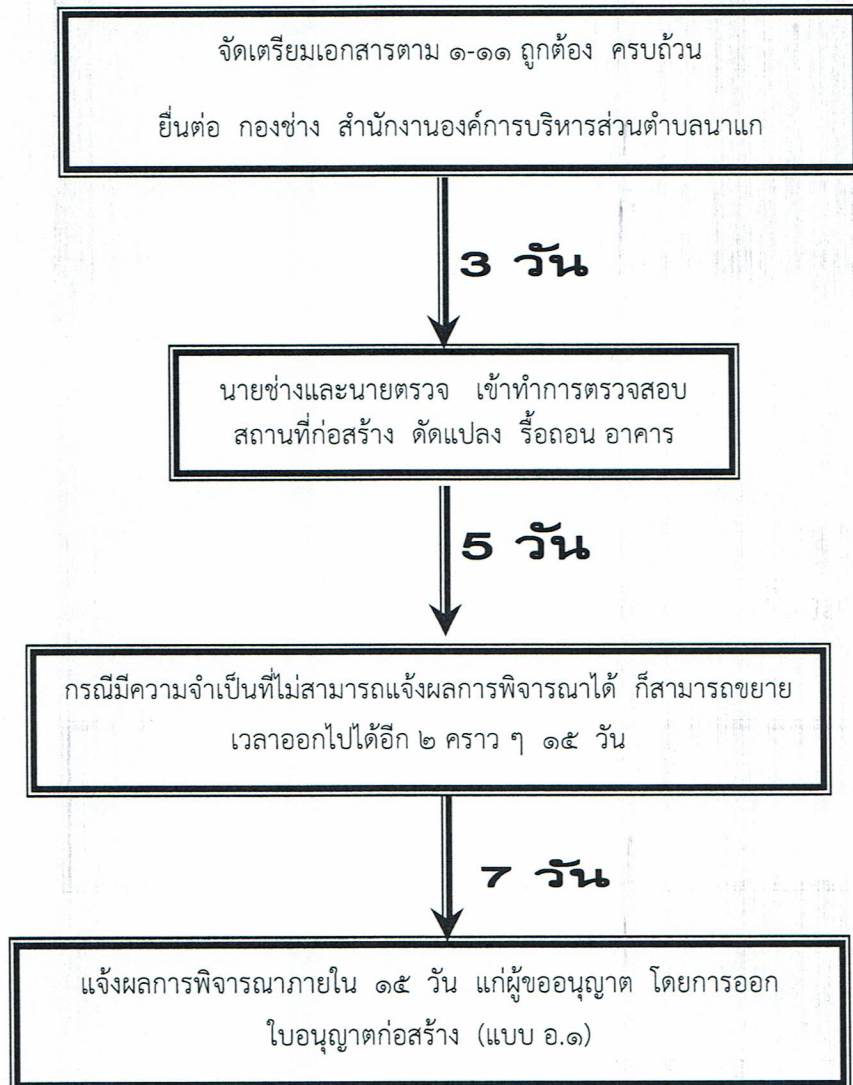 จัดเตรียมเอกสารตาม ๑-๑๑ ถูกต้อง ครบถ้วน
ยื่นต่อ กองช่าง สำนักงานองค์การบริหารส่วนตำบลนาแก
3 วัน
นายช่างและนายตรวจ เข้าทำการตรวจสอบ
สถานที่ก่อสร้าง ดัดแปลง รื้อถอน อาคาร
5 วัน
กรณีมีความจำเป็นที่ไม่สามารถแจ้งผลการพิจารณาได้ ก็สามารถขยาย
เวลาออกไปได้อีก ๒ คราว ๆ ๑๕ วัน
7 วัน
แจ้งผลการพิจารณาภายใน ๑๕ วัน แก่ผู้ขออนุญาต โดยการออก
ใบอนุญาตก่อสร้าง (แบบ อ.๑)